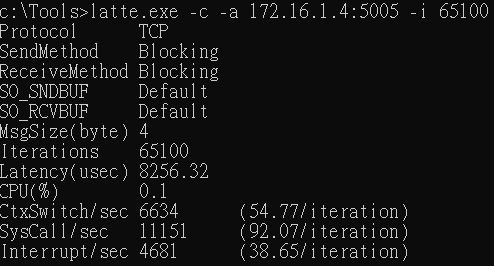 c:\Tools>latte.exe -c -a 172.16.1.4:5005 -i 65100
Protocol TCP
SendMethod Blocking
ReceiveMethod Blocking
SO_SNDBUF Default
SO_RCVBUF Default
MsgSize(byte) 4
Iterations 65100
Latency(usec) 8256.32
CPU(%) 0.1
CtxSwitch/sec 6634 (54.77/iteration)
SysCall/sec 11151 (92.07/iteration)
Interrupt/sec 4681 (38.65/iteration)